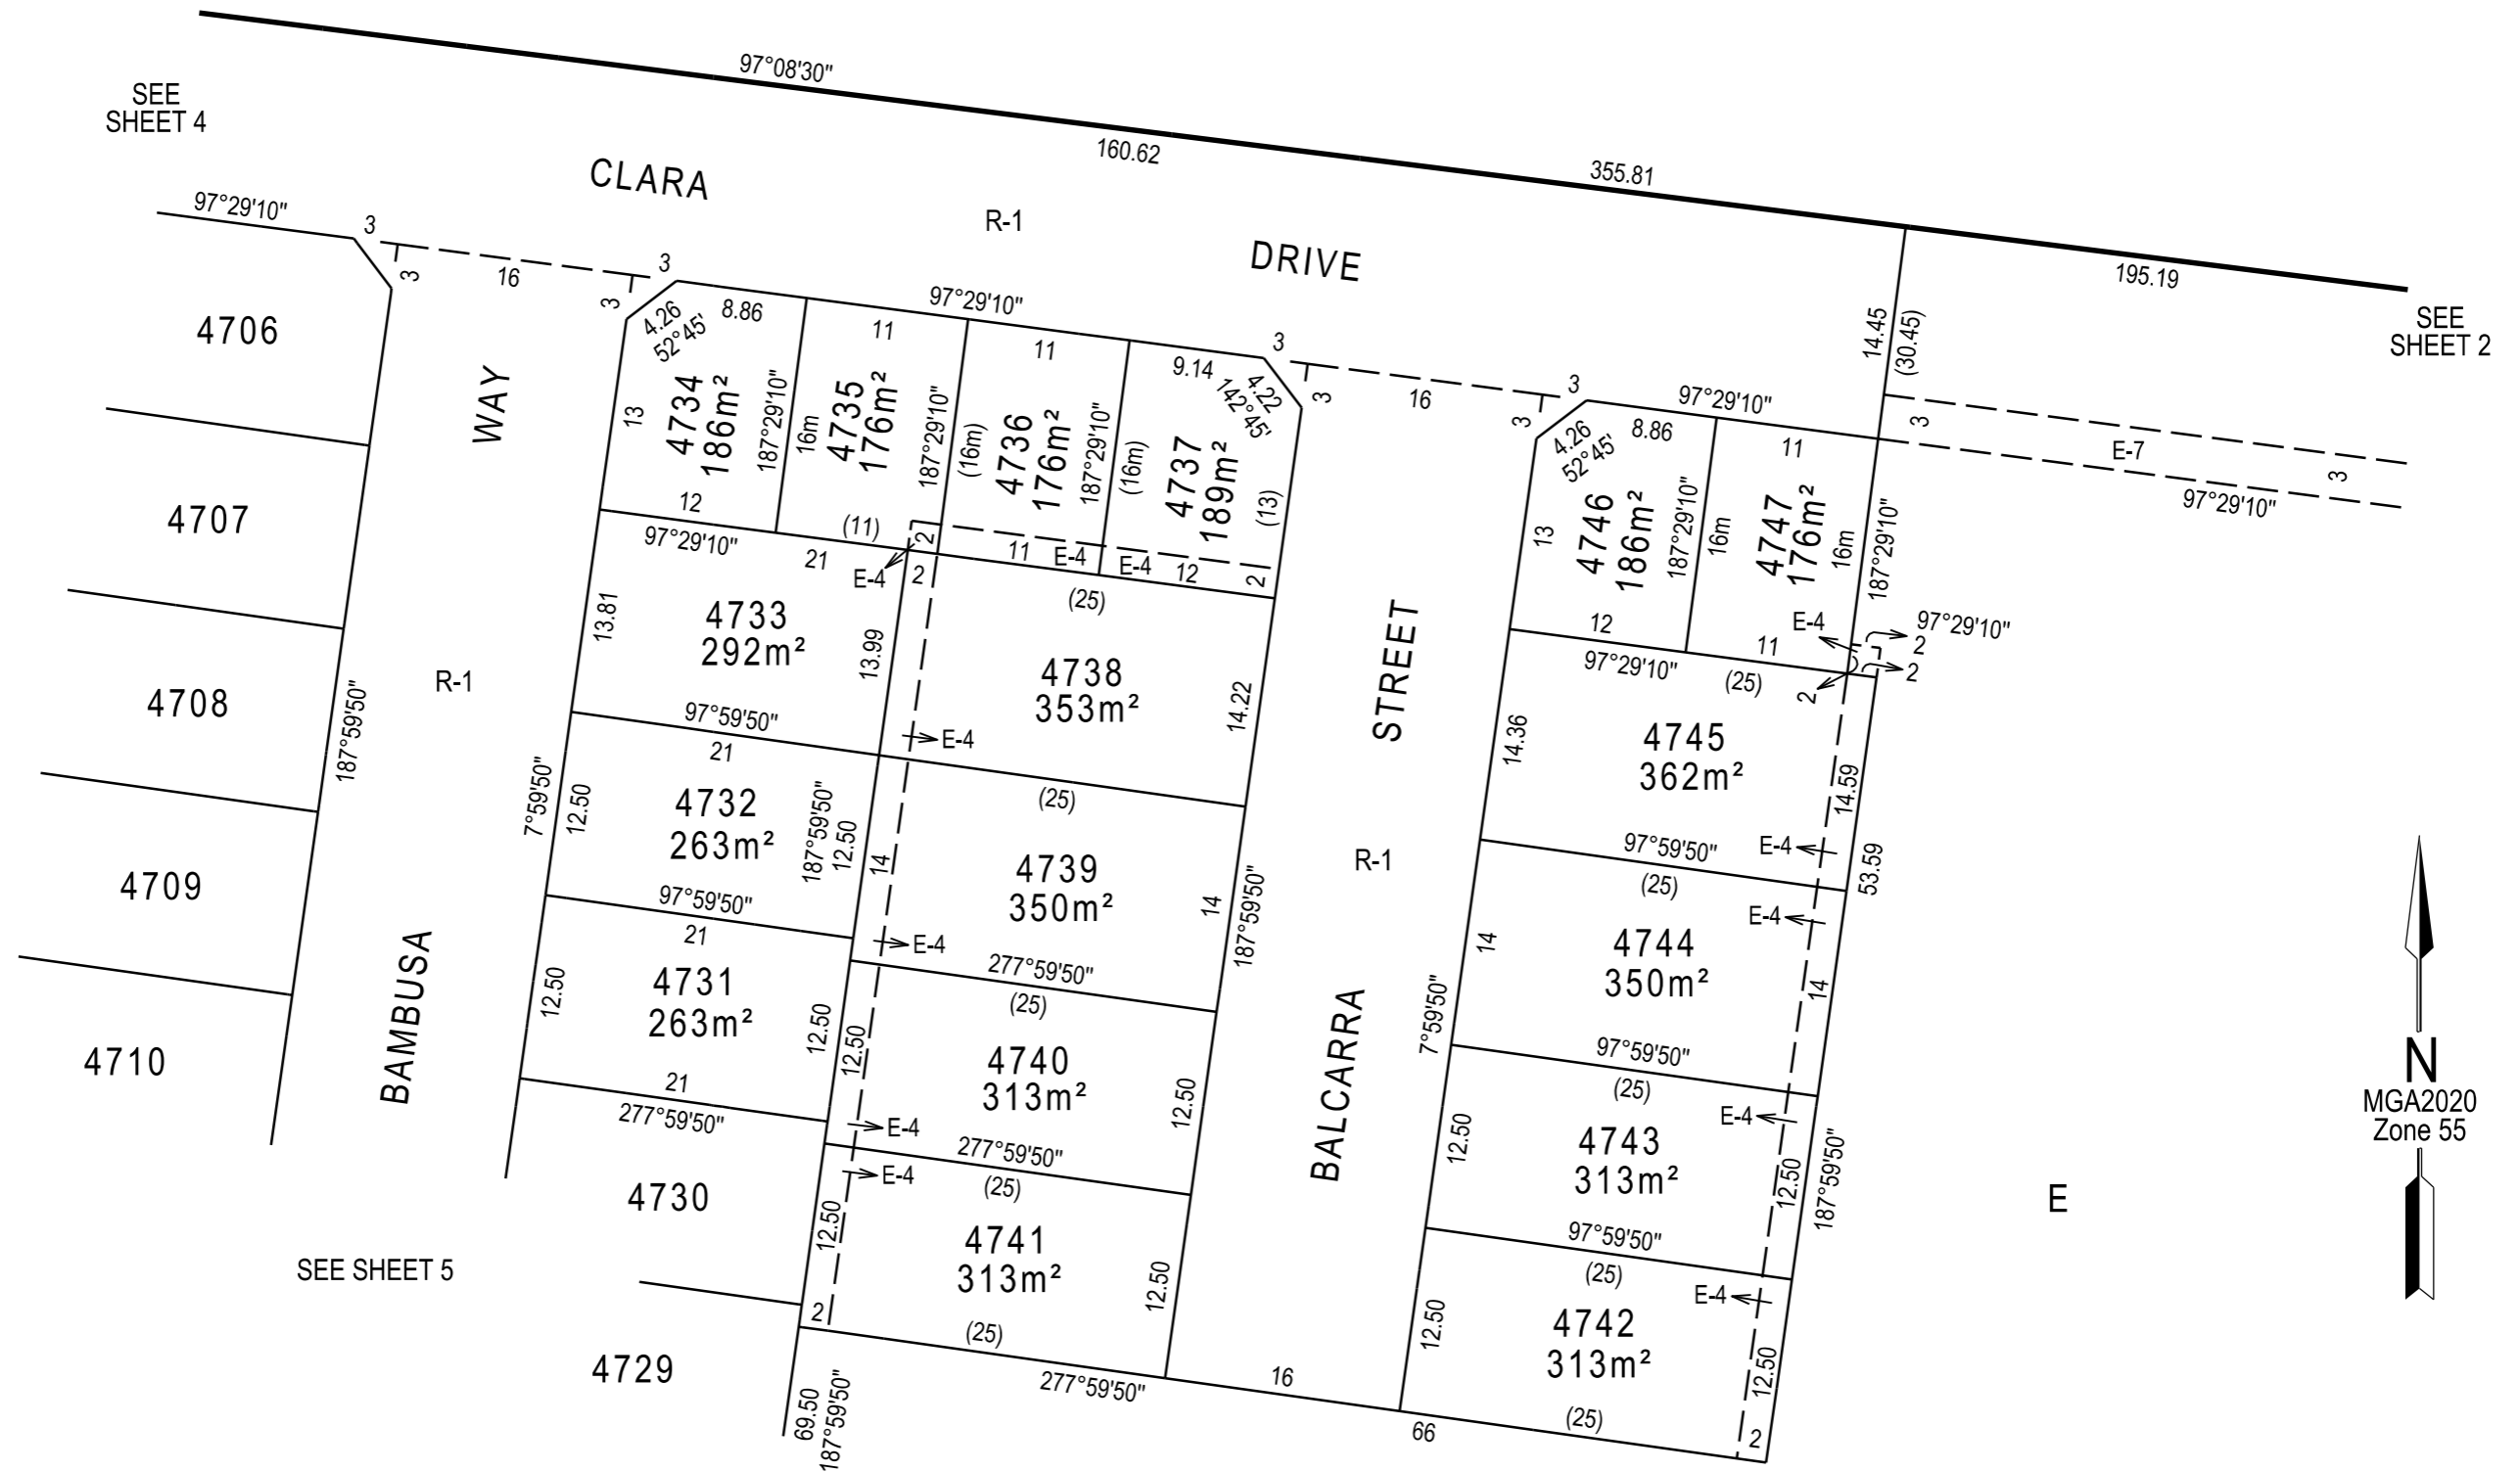 97°08'30"
SEE
SHEET 4
160.62
355.81
CLARA
97°29'10"
R-1
3
3
16
3
3
DRIVE
195.19
SEE
SHEET 2
4706
4.26
52°45'
8.86
11
97°29'10"
11
9.14
4.22
142°45'
3
3
16
3
3
97°29'10"
14.45
(30.45)
3
E-7
3
97°29'10"
WAY
13
4734
186m²
187°29'10"
16m
4735
176m²
187°29'10"
(16m)
4736
176m²
187°29'10"
(16m)
4737
189m²
(13)
4.26
52°45'
8.86
11
13
4746
186m²
187°29'10"
16m
4747
176m²
16m
187°29'10"
4707
12
97°29'10"
(11)
21
2
E-4
2
11
E-4
E-4
12
2
(25)
12
97°29'10"
11
(25)
E-4
97°29'10"
2
2
2
4733
292m²
13.81
13.99
4738
353m²
14.22
STREET
14.36
4745
362m²
14.59
R-1
4708
187°59'50"
97°59'50"
21
E-4
(25)
97°59'50"
E-4
(25)
53.59
7°59'50"
12.50
4732
263m²
187°59'50"
12.50
14
4739
350m²
14
187°59'50"
R-1
E-4
4709
97°59'50"
21
E-4
277°59'50"
(25)
14
4744
350m²
14
BAMBUSA
12.50
4731
263m²
12.50
12.50
4740
313m²
12.50
7°59'50"
97°59'50"
(25)
E-4
4710
21
277°59'50"
E-4
277°59'50"
E-4
(25)
BALCARRA
12.50
4743
313m²
12.50
187°59'50"
N
MGA2020
Zone 55
4730
12.50
4741
313m²
12.50
97°59'50"
(25)
E-4
E
SEE SHEET 5
2
(25)
12.50
4742
313m²
12.50
4729
277°59'50"
16
66
(25)
2
69.50
187°59'50"